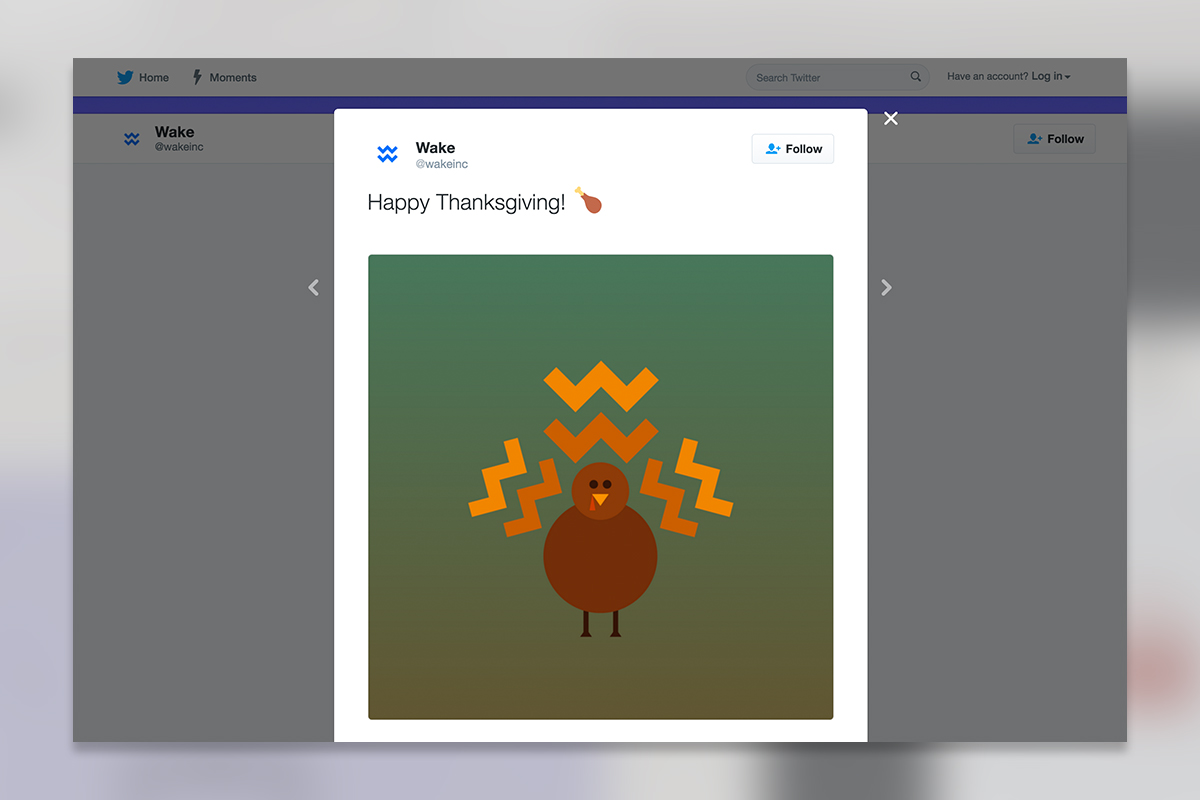 Home
Moments
Search Twitter
Have an account? Log in
Wake
@wakeinc
Follow
Wake
@wakeinc
Follow
Happy Thanksgiving! 🍗